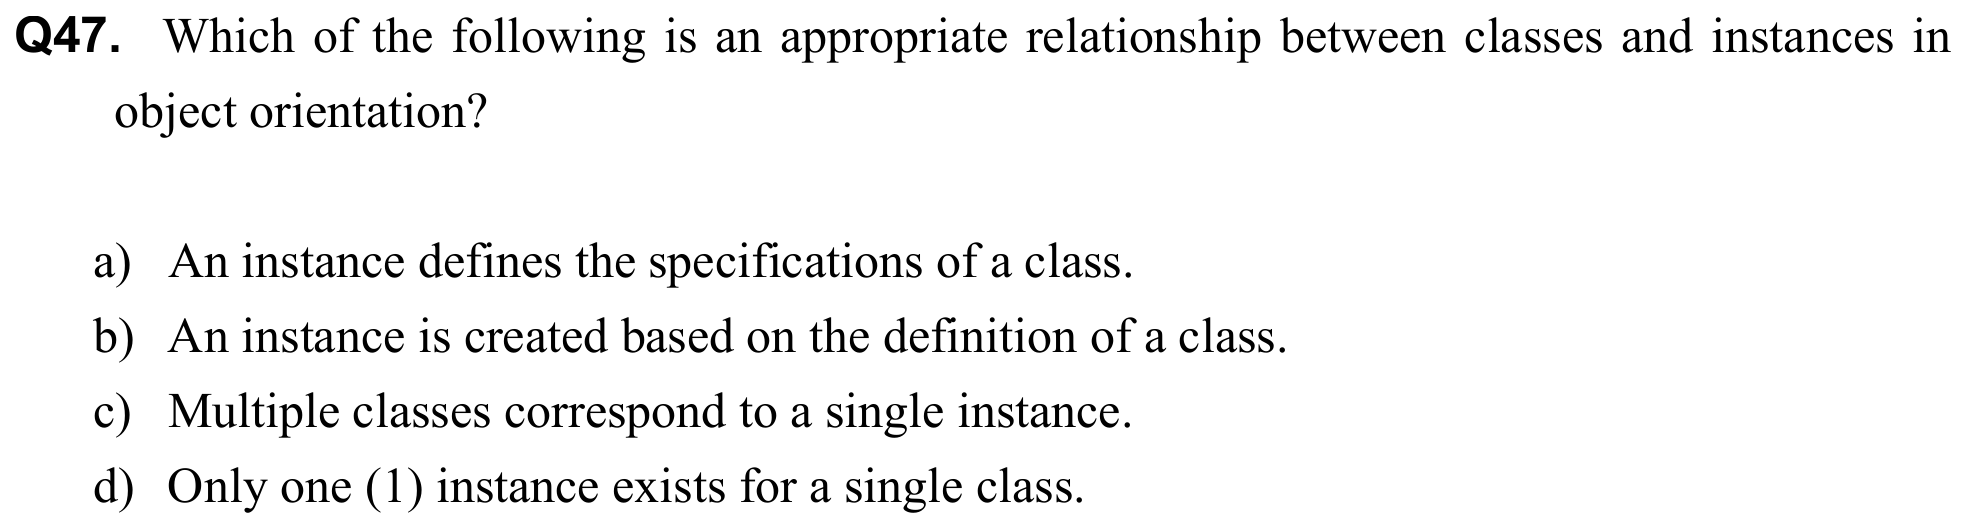 Q47. Which of the following is an appropriate relationship between classes and instances in
object orientation?
a) An instance defines the specifications of a class.
b) An instance is created based on the definition of a class.
c) Multiple classes correspond to a single instance.
d) Only one (1) instance exists for a single class.